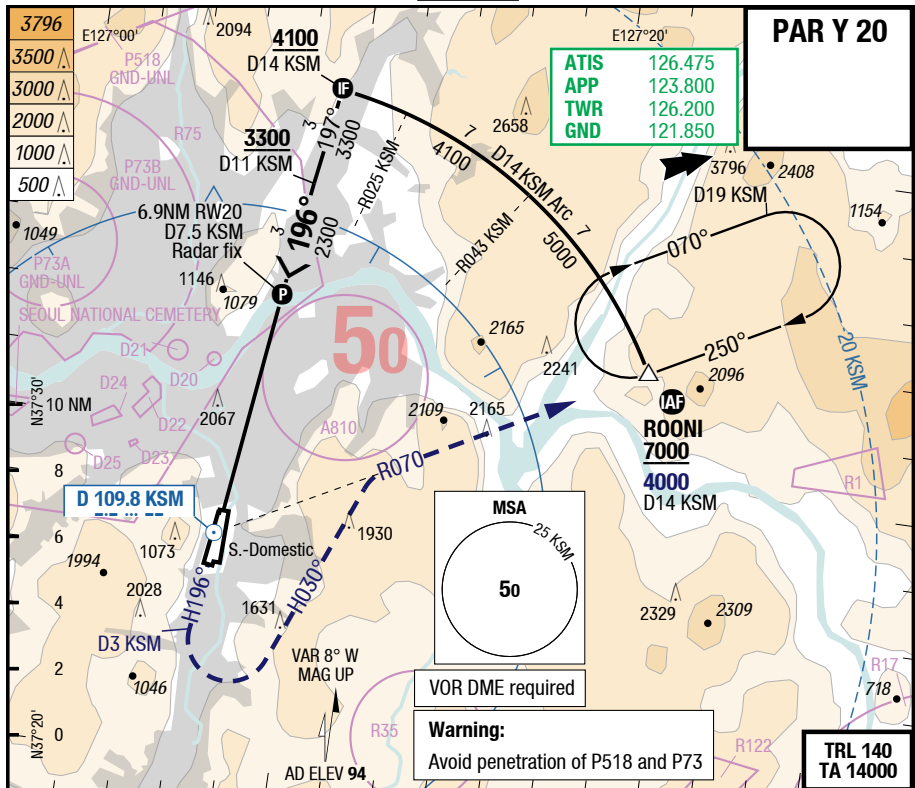 3796
3500
3000
2000
1000
500
E127°00'
2094
4100
D14 KSM
IF
E127°20'
PAR Y 20
ATIS 126.475
APP 123.800
TWR 126.200
GND 121.850
P518
GND-UNL
R75
P73B
GND-UNL
3300
D11 KSM
3
197°
3300
R025 KSM
7
4100
D14 KSM Arc
7
5000
2658
3796
D19 KSM
2408
1154
1049
P73A
GND-UNL
6.9NM RW20
D7.5 KSM
Radar fix
3
196°
2300
R043 KSM
070°
250°
1146
1079
P
SEOUL NATIONAL CEMETERY
50
2165
2241
2096
20 KSM
D21
D20
D24
D22
D23
D25
N37°30'
10 NM
2067
A810
2109
2165
IAF
ROONI
7000
4000
D14 KSM
R070
R1
8
D 109.8 KSM
6
1073
S.-Domestic
1930
MSA
25 KSM
50
1994
4
2028
H196°
H030°
1631
2329
2309
D3 KSM
2
1046
VAR 8° W
MAG UP
VOR DME required
R17
718
N37°20'
0
R35
Warning:
Avoid penetration of P518 and P73
R122
AD ELEV 94
TRL 140
TA 14000